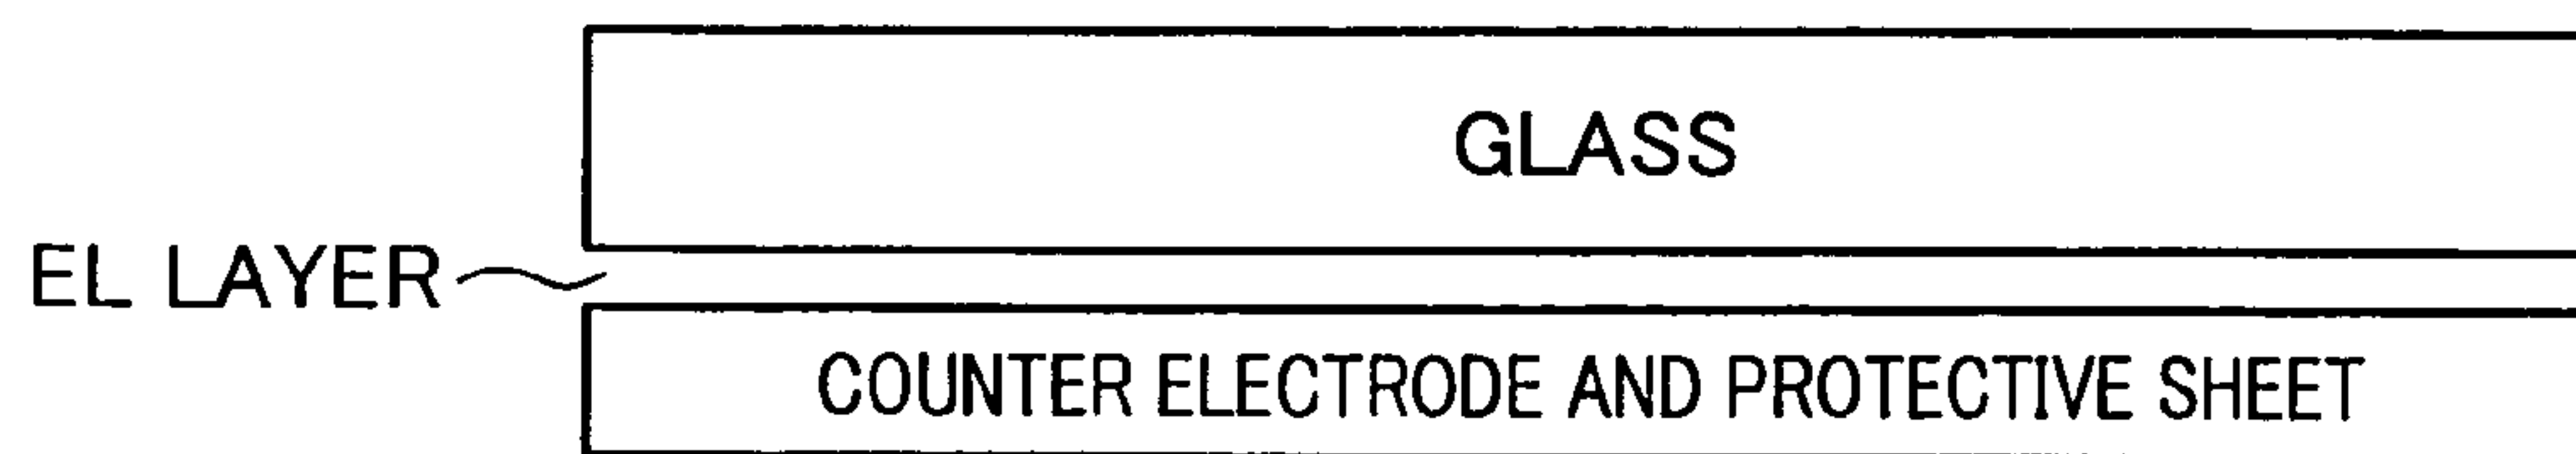 GLASS
EL LAYER
COUNTER ELECTRODE AND PROTECTIVE SHEET